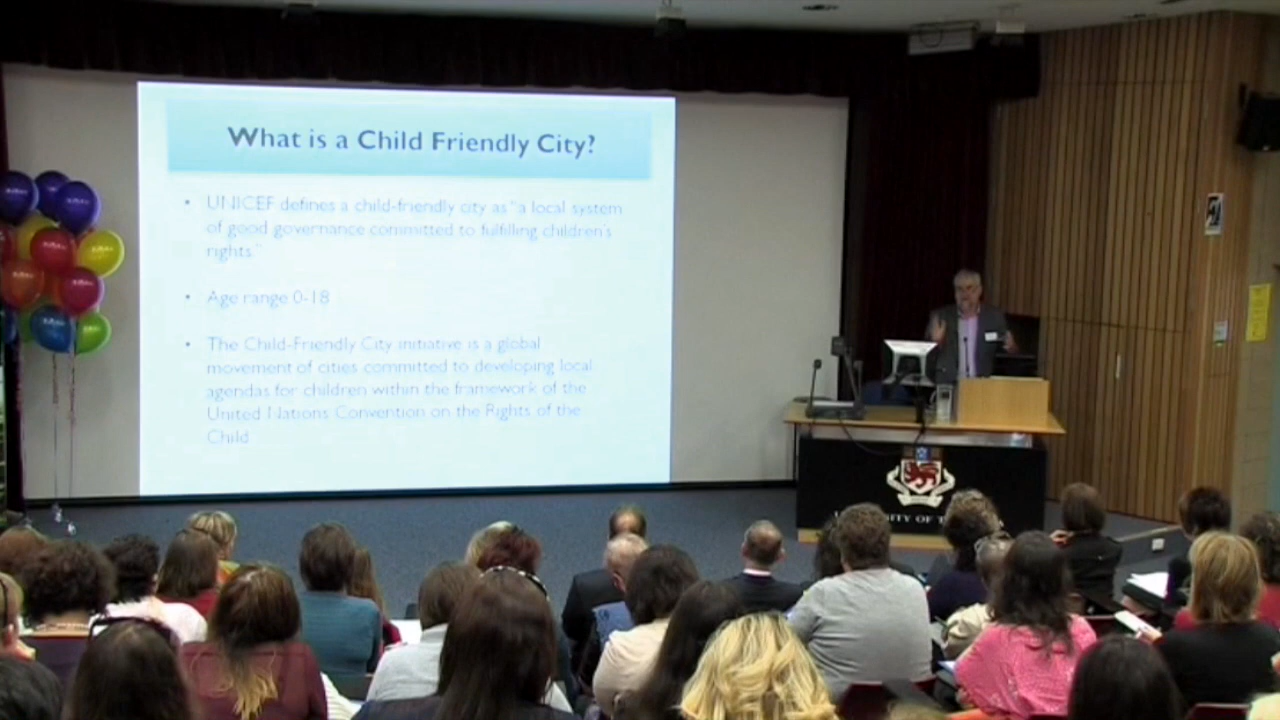 What is a Child Friendly City?
• UNICEF defines a child-friendly city as "a local system
of good governance committed to fulfilling children's
rights."
• Age range 0-18
• The Child-Friendly City initiative is a global
movement of cities committed to developing local
agendas for children within the framework of the
United Nations Convention on the Rights of the
Child